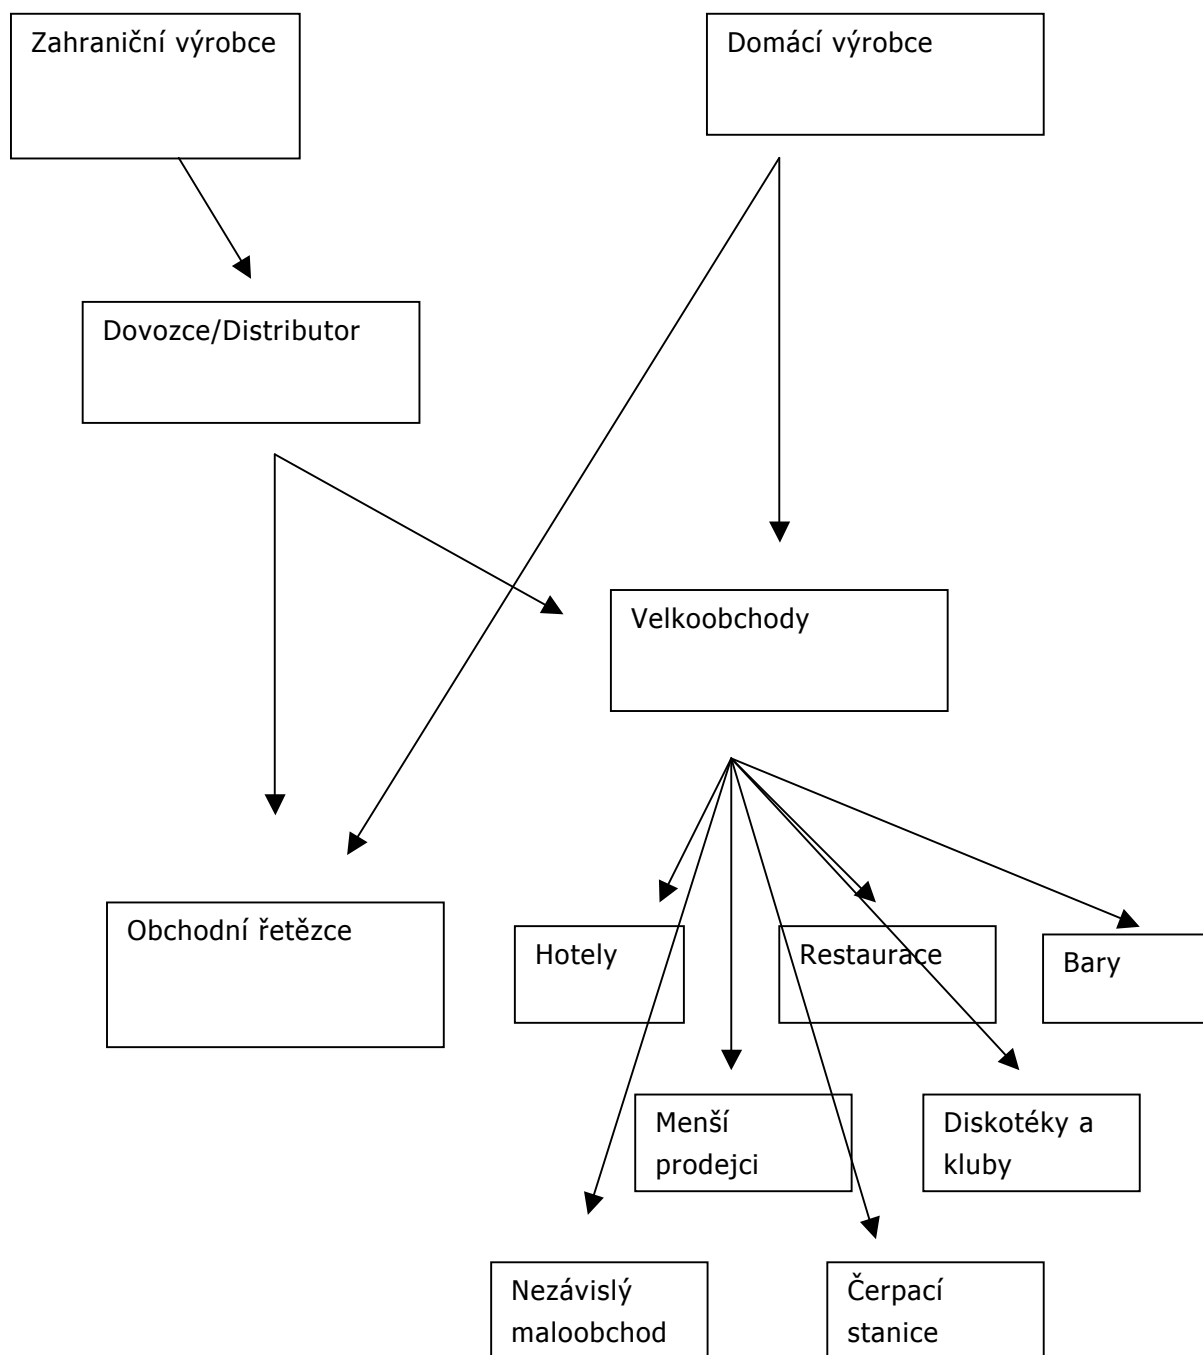 Zahraniční výrobce
Domácí výrobce
Dovozce/Distributor
Velkoobchody
Obchodní řetězce
Hotely
Restaurace
Bary
Menší
prodejci
Diskotéky a
kluby
Nezávislý
maloobchod
Čerpací
stanice